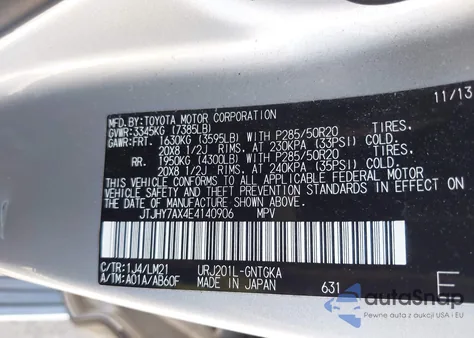 11/13
MFD. BY:TOYOTA MOTOR CORPORATION
GVWR: 3345KG (7385LB)
GAWR:FRT. 1630KG (3595LB) WITH P285/50R20 TIRES,
20X8 1/2J RIMS, AT 230KPA (33PSI) COLD.
RR. 1950KG (4300LB) WITH P285/50R20 TIRES,
20X8 1/2J RIMS, AT 240KPA (35PSI) COLD.
THIS VEHICLE CONFORMS TO ALL APPLICABLE FEDERAL MOTOR
VEHICLE SAFETY STANDARDS IN EFFECT ON
THE DATE OF MANUFACTURE SHOWN ABOVE.
JTJHY7AX4E4140906 MPV
C/TR:1J4/LM21 URJ201L-GNTGKA
A/TM:A01A/AB60F MADE IN JAPAN 631 E
autoSnap
Pewne auta z aukcji USA i EU